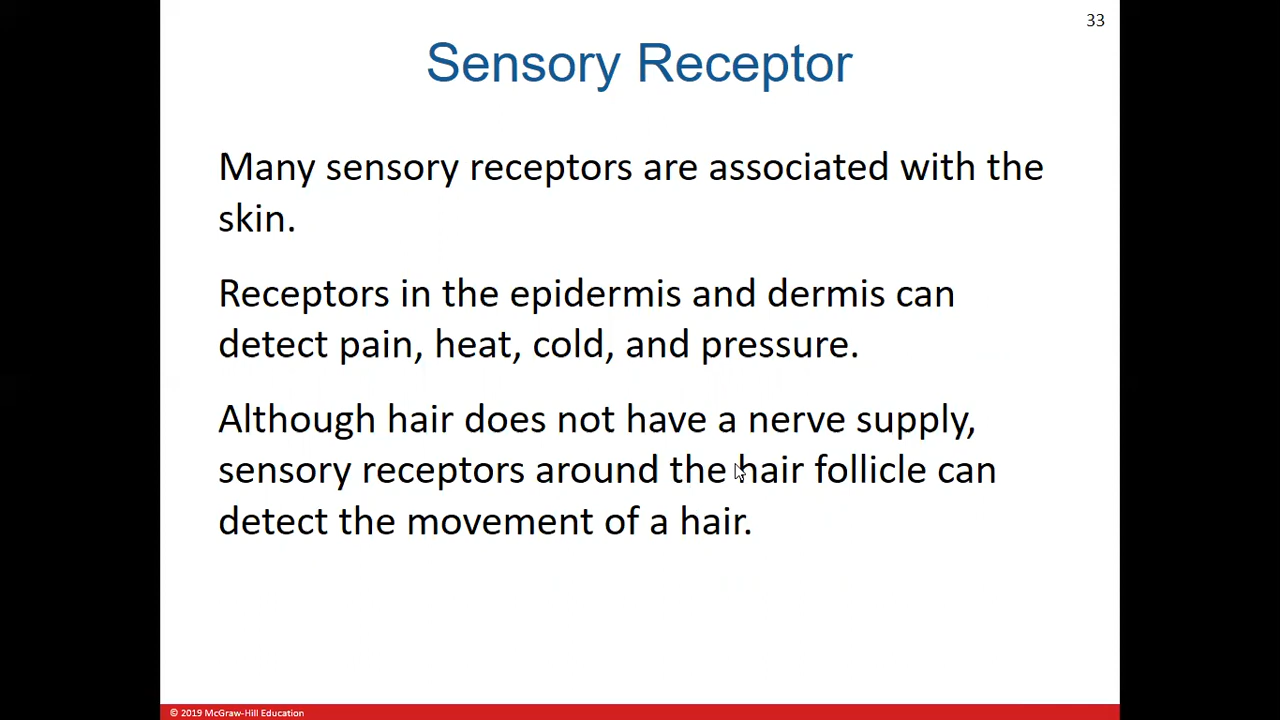 33
Sensory Receptor
Many sensory receptors are associated with the
skin.
Receptors in the epidermis and dermis can
detect pain, heat, cold, and pressure.
Although hair does not have a nerve supply,
sensory receptors around the hair follicle can
detect the movement of a hair.
© 2019 McGraw-Hill Education